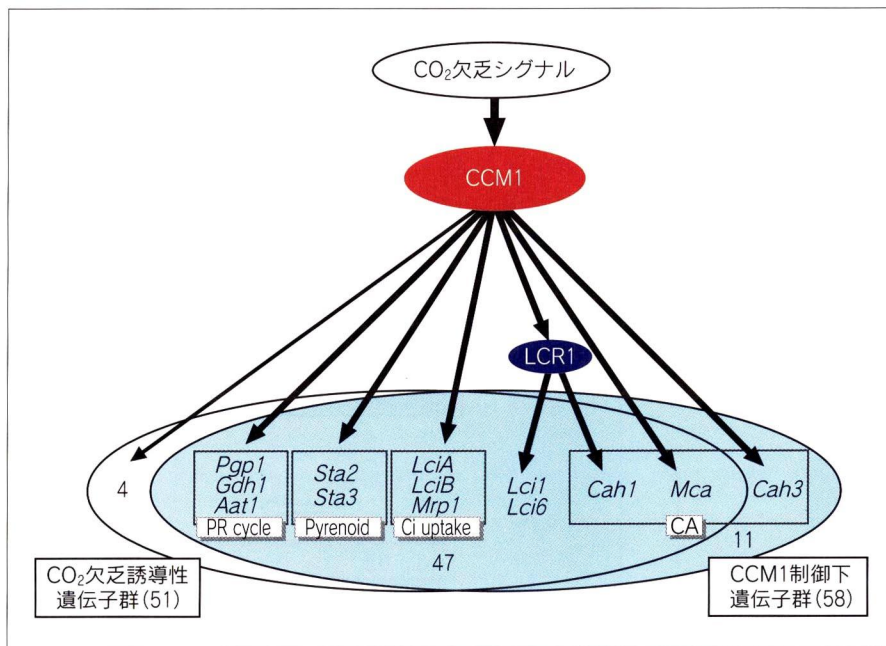 CO₂欠乏シグナル
CCM1
LCR1
4
Pgp1
Gdh1
Aat1
PR cycle
Sta2
Sta3
Pyrenoid
LciA
LciB
Mrp1
Ci uptake
Lci1
Lci6
Cah1
Mca
Cah3
CA
47
11
CO₂欠乏誘導性
遺伝子群(51)
CCM1制御下
遺伝子群(58)